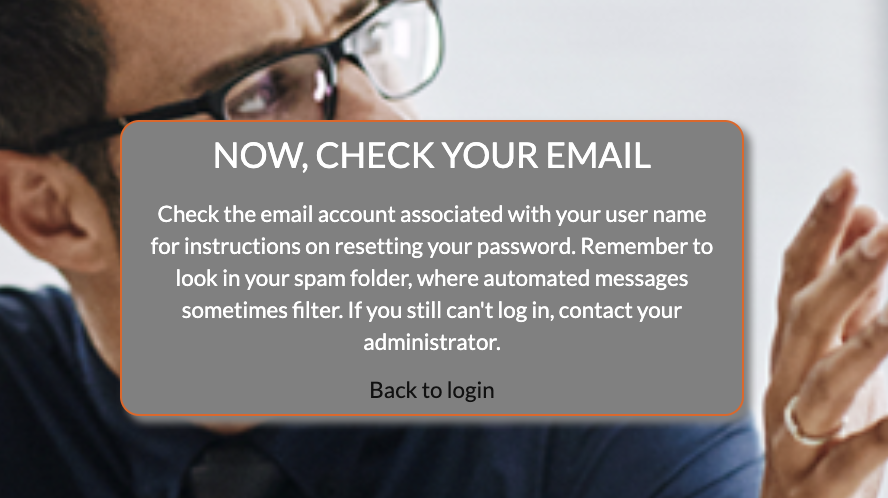 NOW, CHECK YOUR EMAIL
Check the email account associated with your user name
for instructions on resetting your password. Remember to
look in your spam folder, where automated messages
sometimes filter. If you still can't log in, contact your
administrator.
Back to login